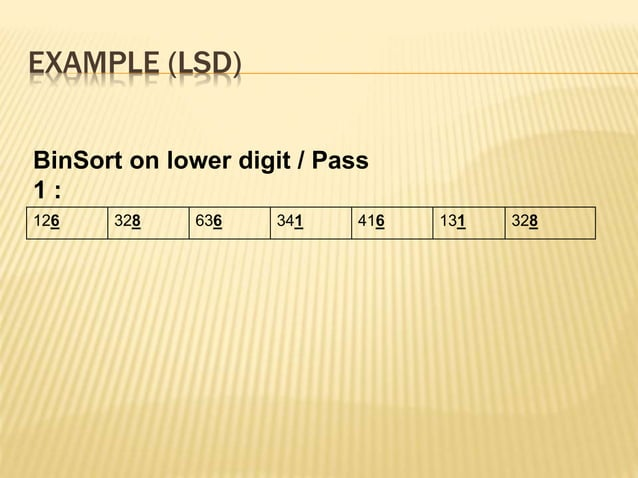 EXAMPLE (LSD)
BinSort on lower digit / Pass
1 :
126 328 636 341 416 131 328